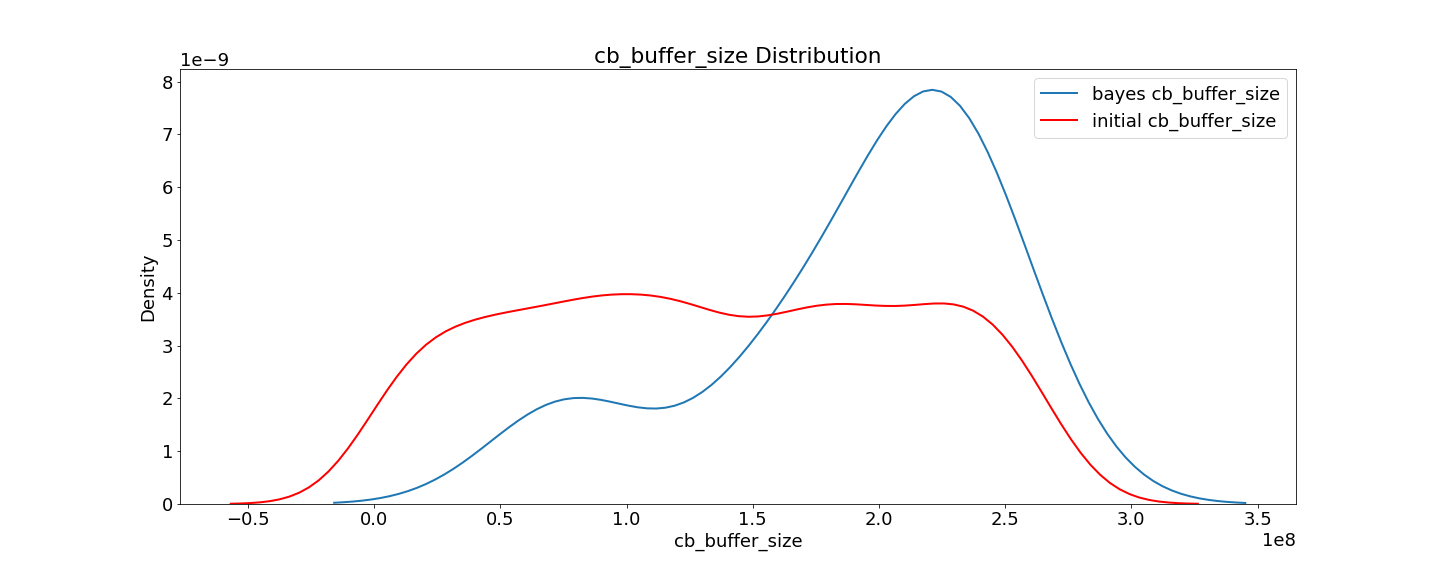 cb_buffer_size Distribution
1e−9
8
7
6
5
4
3
2
1
0
Density
bayes cb_buffer_size
initial cb_buffer_size
−0.5 0.0 0.5 1.0 1.5 2.0 2.5 3.0 3.5
1e8
cb_buffer_size